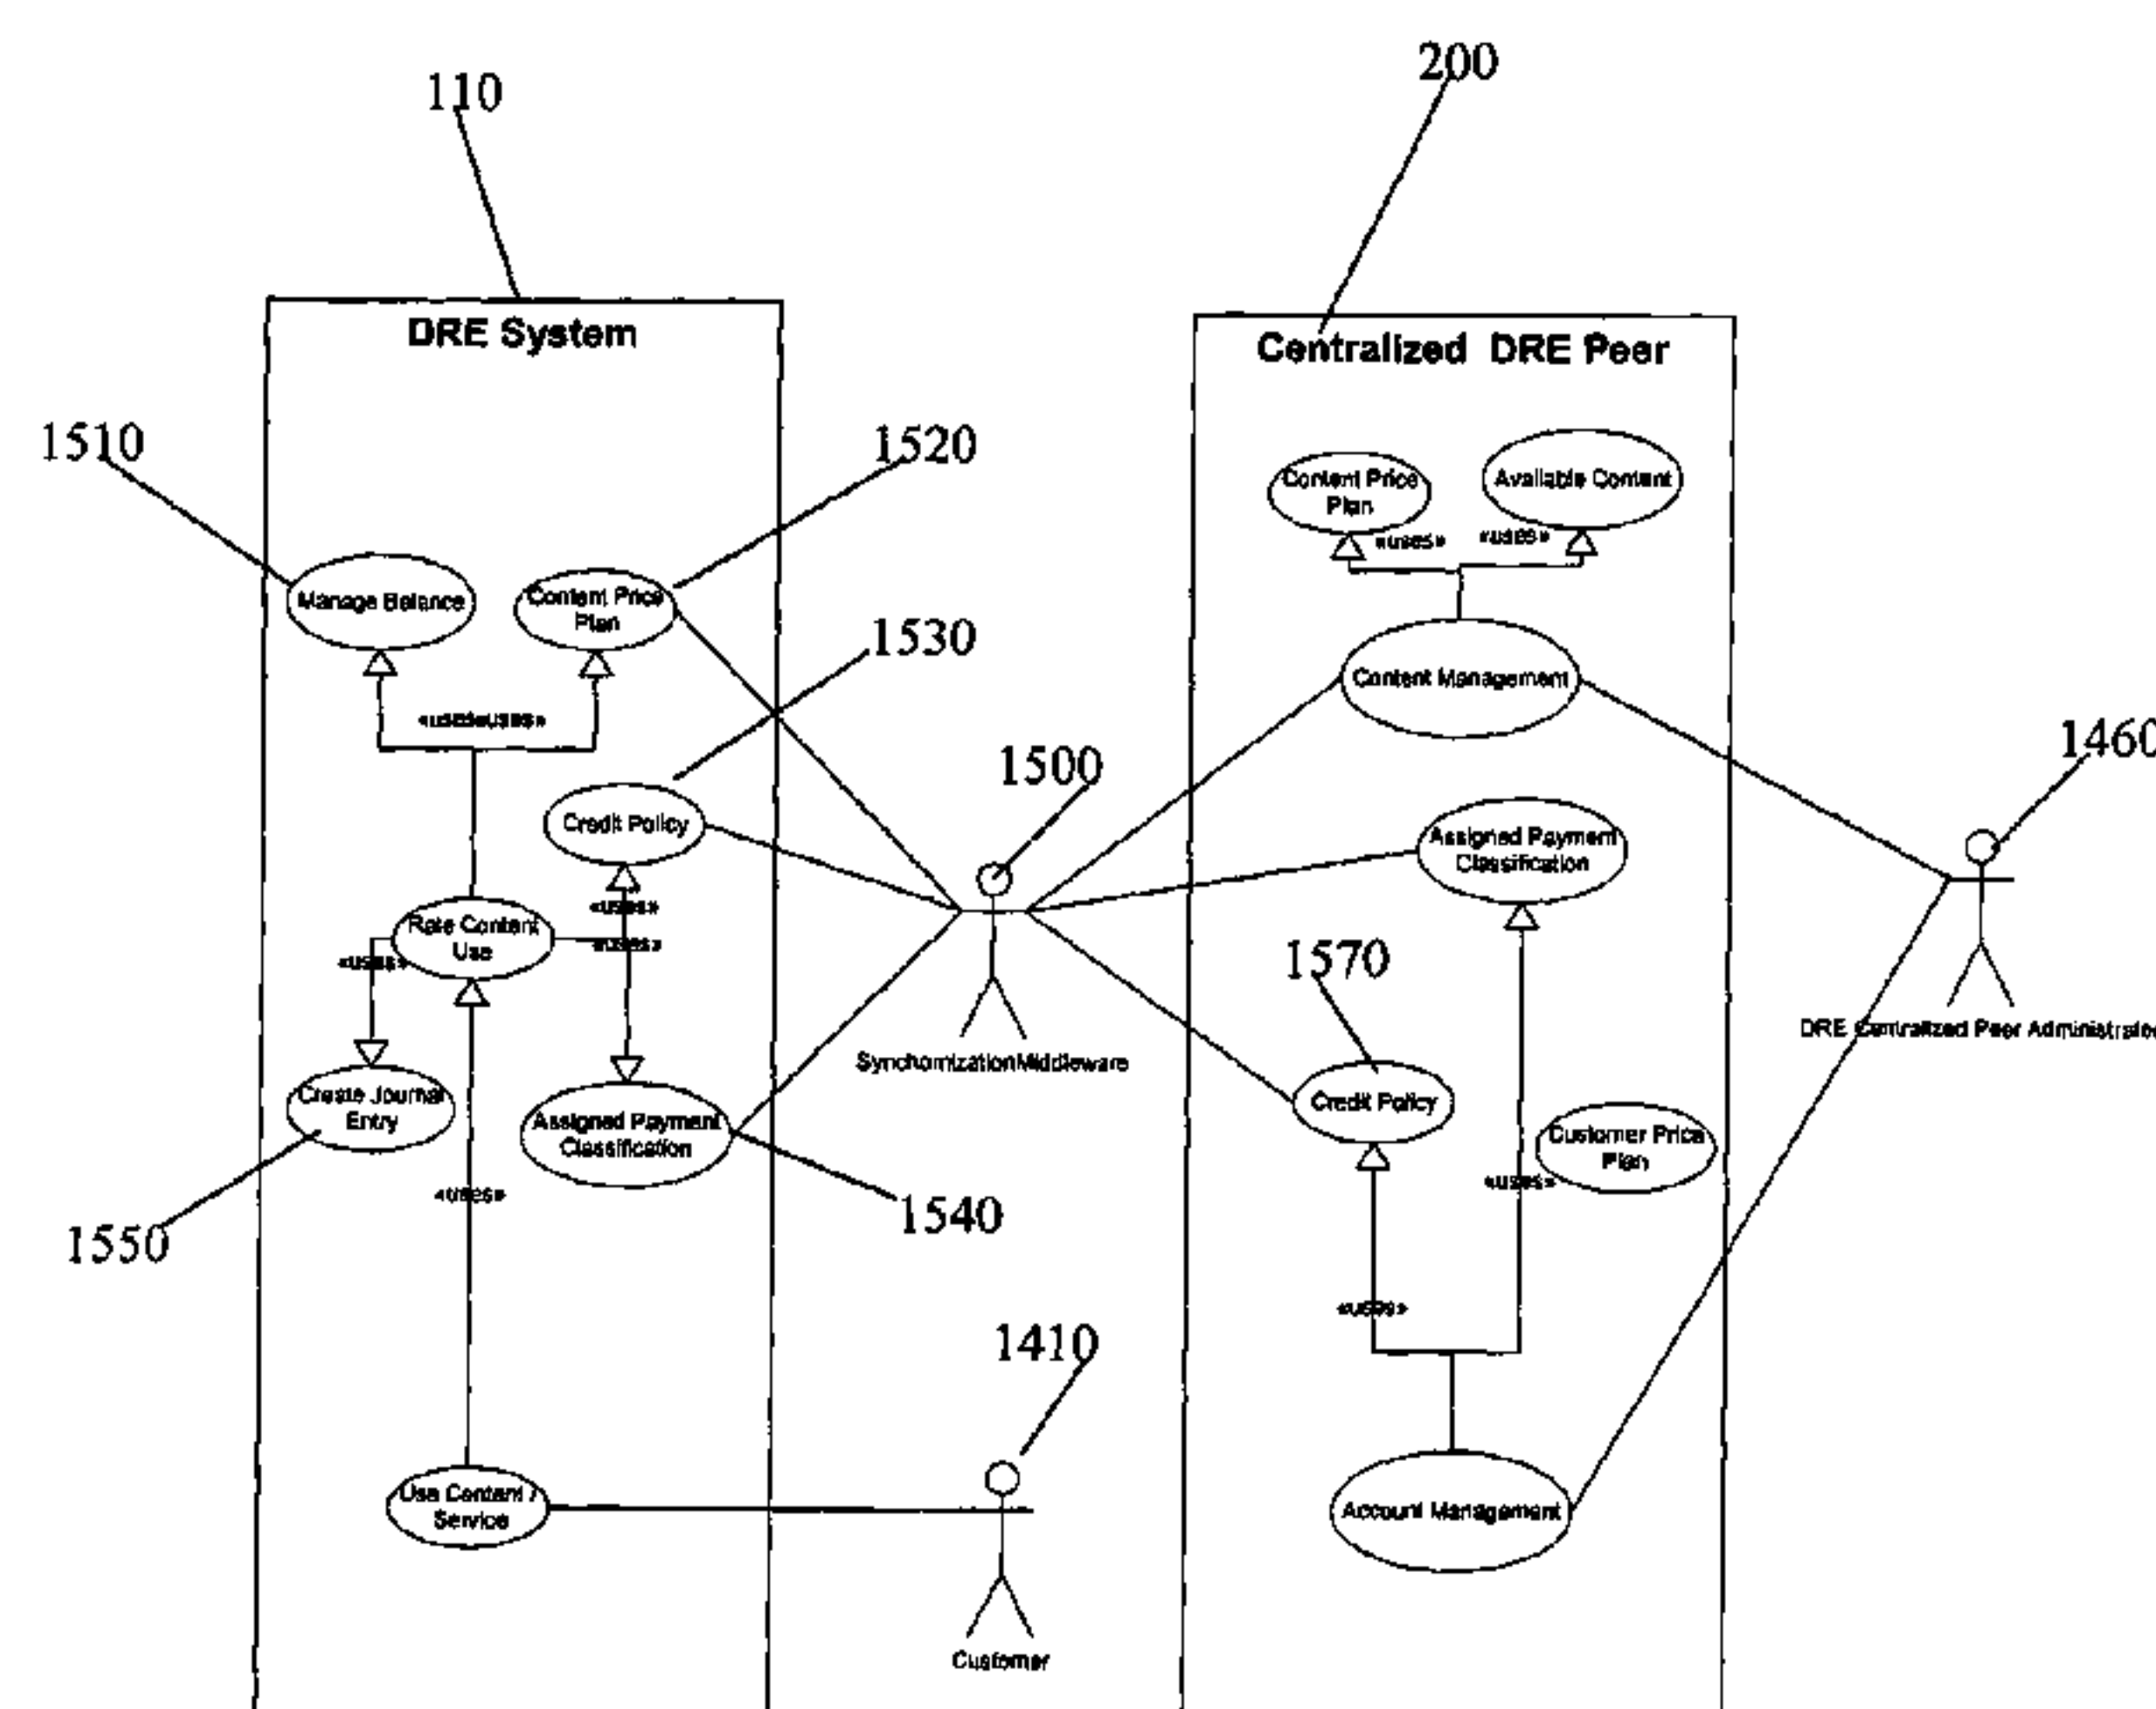 110
200
DRE System
Centralized DRE Peer
1510
1520
Content Price
Plan
Available Content
«uses»
«uses»
Manage Balance
Content Price
Plan
1530
Content Management
«uses»
«uses»
1460
1500
Credit Policy
Assigned Payment
Classification
«uses»
Rate Content
Use
«uses»
«uses»
1570
DRE Centralized Peer
SynchornizationMiddleware
Create Journal
Entry
Assigned Payment
Classification
Credit Policy
Customer Price
Plan
«uses»
«uses»
1540
1550
«uses»
1410
Use Content /
Service
Account Management
Customer